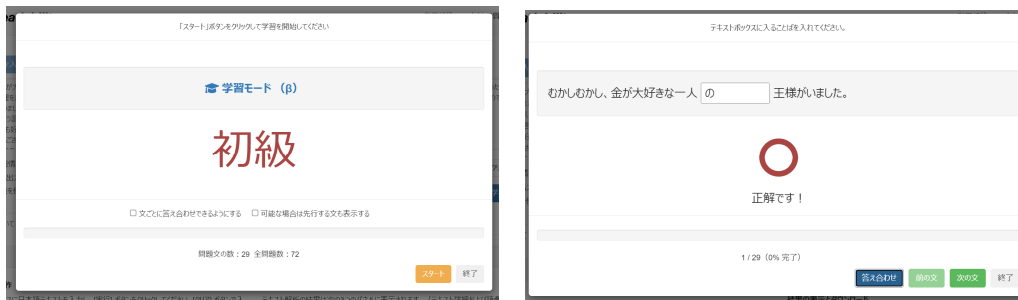 「スタート」ボタンをクリックして学習を開始してください
学習モード（β）
初級
文ごとに答え合わせできるようにする
可能な場合は先行する文も表示する
問題文の数：29 全問題数：72
スタート
終了
テキストボックスに入ることばを入れてください。
むかしむかし、金が大好きな一人 の 王様がいました。
正解です！
1 / 29（0% 完了）
答え合わせ
前の文
次の文
終了